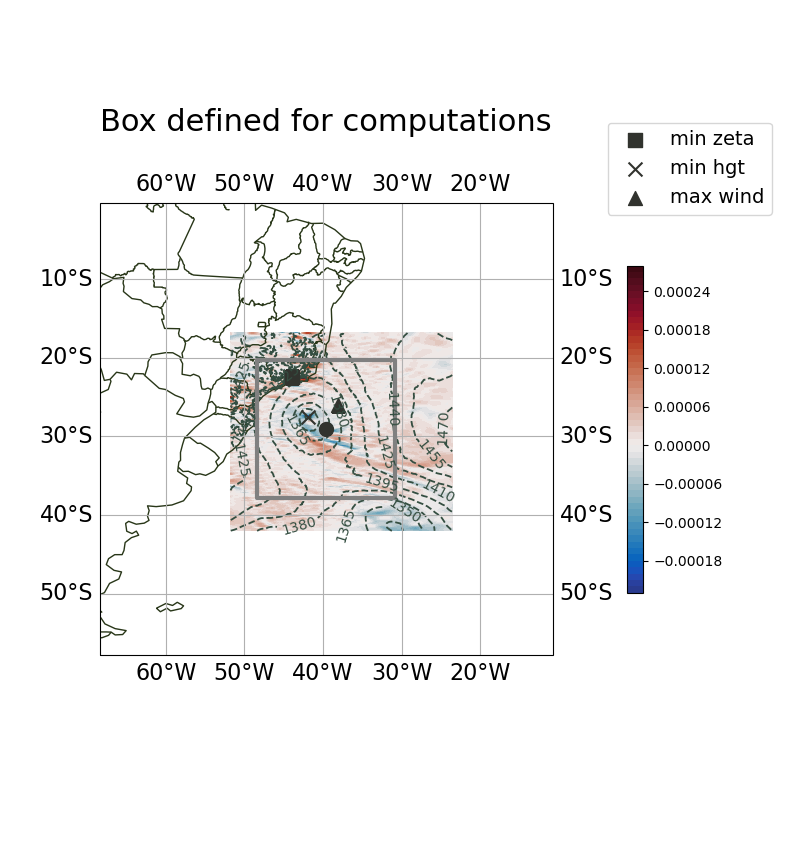 Box defined for computations
min zeta
min hgt
max wind
60°W 50°W 40°W 30°W 20°W
10°S 10°S
20°S 20°S
30°S 30°S
40°S 40°S
50°S 50°S
60°W 50°W 40°W 30°W 20°W
0.00024
0.00018
0.00012
0.00006
0.00000
−0.00006
−0.00012
−0.00018
1440
1470
1365
1425
1425
1455
1395
1410
1350
1380
1365